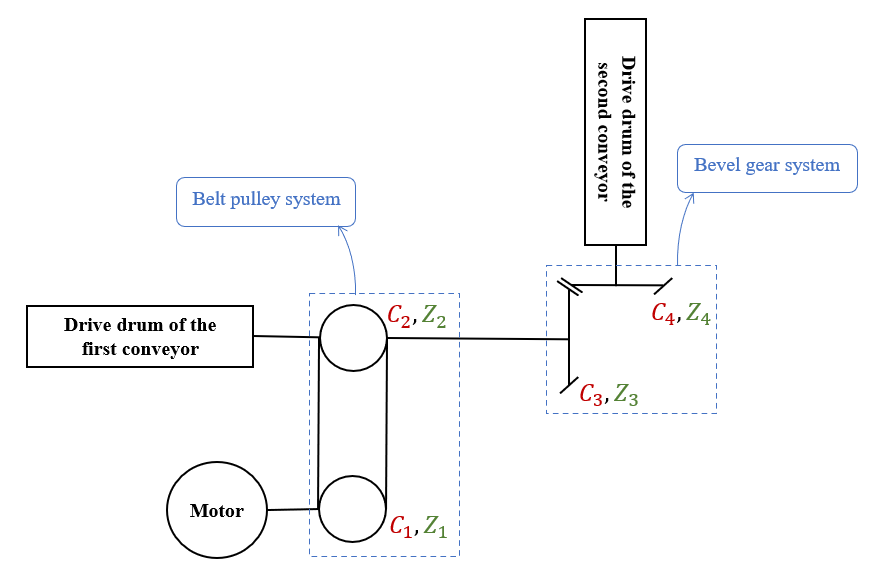 Drive drum of the
second conveyor
Bevel gear system
Belt pulley system
C₄, Z₄
C₂, Z₂
Drive drum of the
first conveyor
C₃, Z₃
Motor
C₁, Z₁